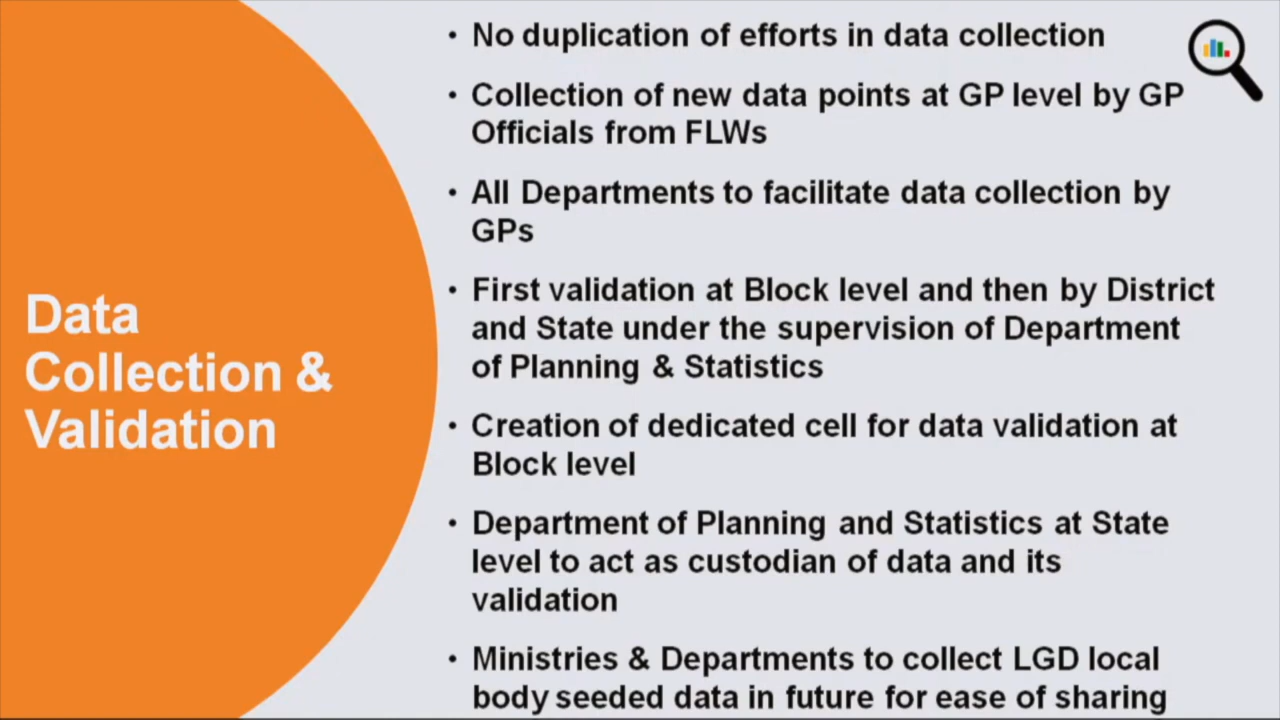 Data
Collection &
Validation
• No duplication of efforts in data collection
• Collection of new data points at GP level by GP
Officials from FLWs
• All Departments to facilitate data collection by
GPs
• First validation at Block level and then by District
and State under the supervision of Department
of Planning & Statistics
• Creation of dedicated cell for data validation at
Block level
• Department of Planning and Statistics at State
level to act as custodian of data and its
validation
• Ministries & Departments to collect LGD local
body seeded data in future for ease of sharing